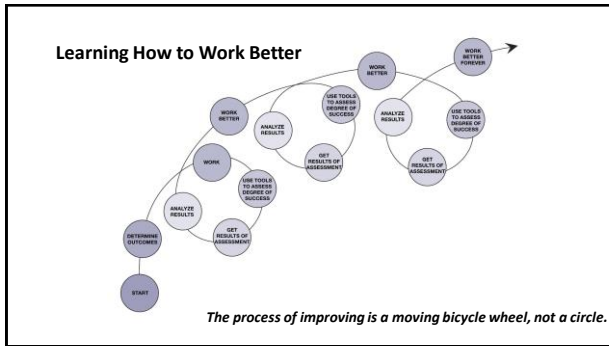 Learning How to Work Better
START
DETERMINE
OUTCOMES
WORK
USE TOOLS
TO ASSESS
DEGREE OF
SUCCESS
GET
RESULTS OF
ASSESSMENT
ANALYZE
RESULTS
WORK
BETTER
USE TOOLS
TO ASSESS
DEGREE OF
SUCCESS
GET
RESULTS OF
ASSESSMENT
ANALYZE
RESULTS
WORK
BETTER
USE TOOLS
TO ASSESS
DEGREE OF
SUCCESS
GET
RESULTS OF
ASSESSMENT
ANALYZE
RESULTS
WORK
BETTER
FOREVER
The process of improving is a moving bicycle wheel, not a circle.